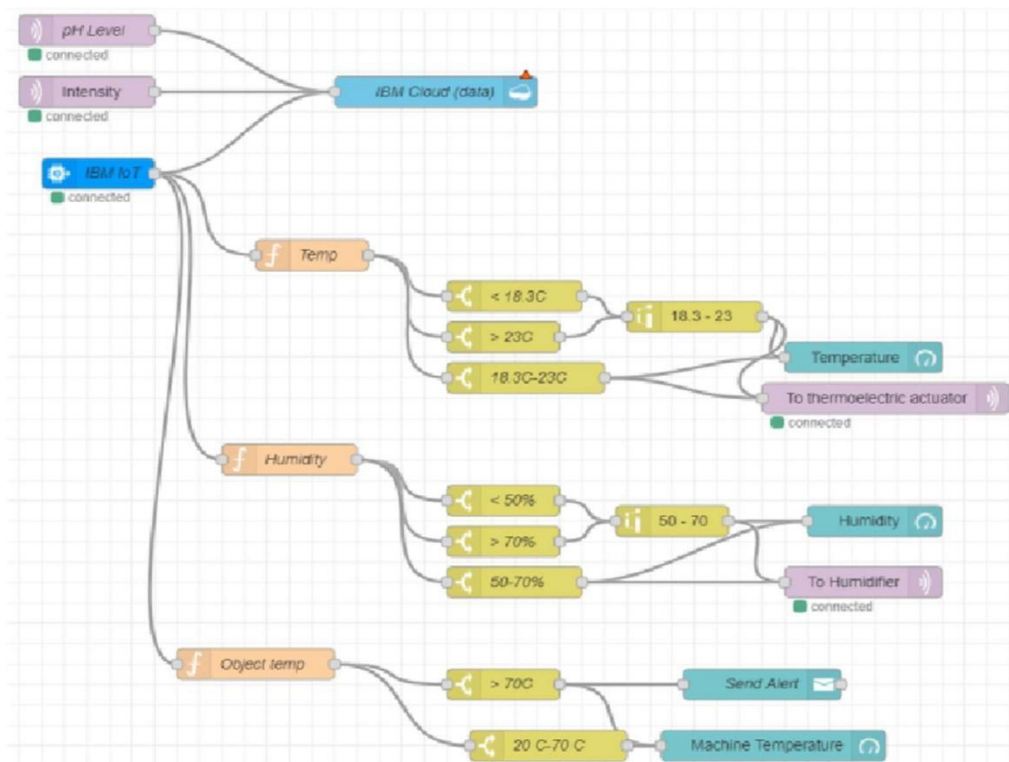 pH Level
connected
Intensity
IBM Cloud (data)
connected
IBM IoT
connected
Temp
< 18.3C
18.3 - 23
> 23C
Temperature
18.3C-23C
To thermoelectric actuator
connected
Humidity
< 50%
50 - 70
Humidity
> 70%
50-70%
To Humidifier
connected
Object temp
> 70C
Send Alert
20 C-70 C
Machine Temperature